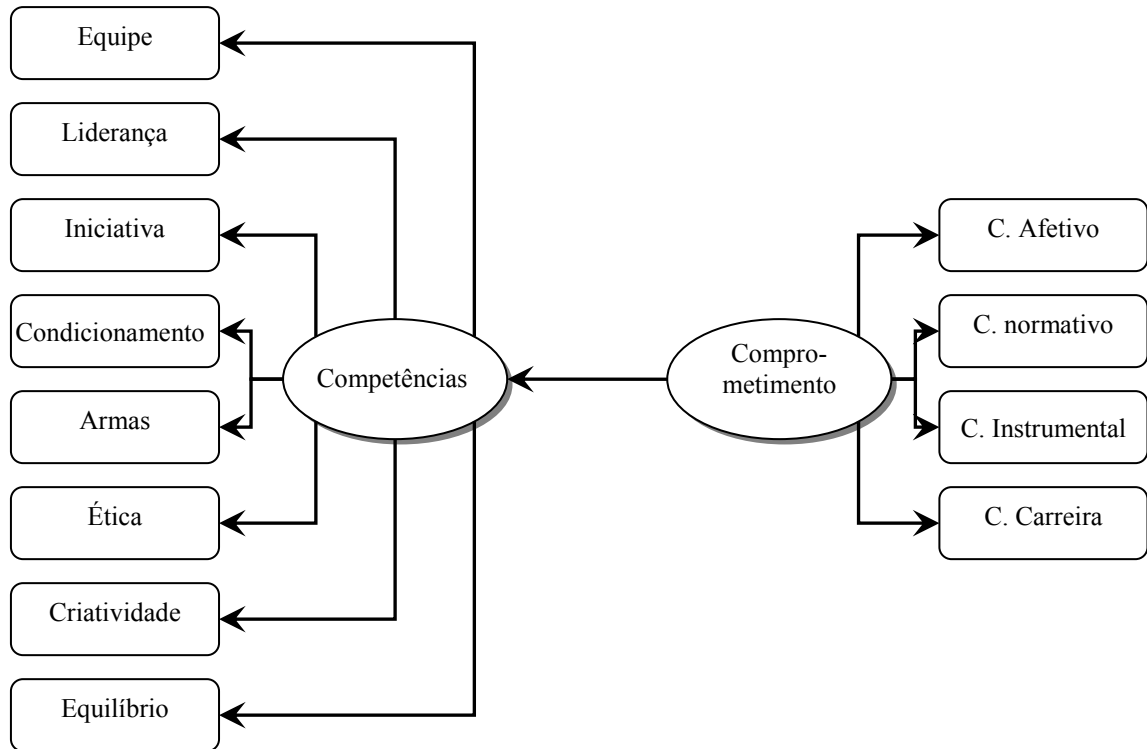 Equipe
Liderança
Iniciativa
Condicionamento
Armas
Ética
Criatividade
Equilíbrio
Competências
Compro-
metimento
C. Afetivo
C. normativo
C. Instrumental
C. Carreira